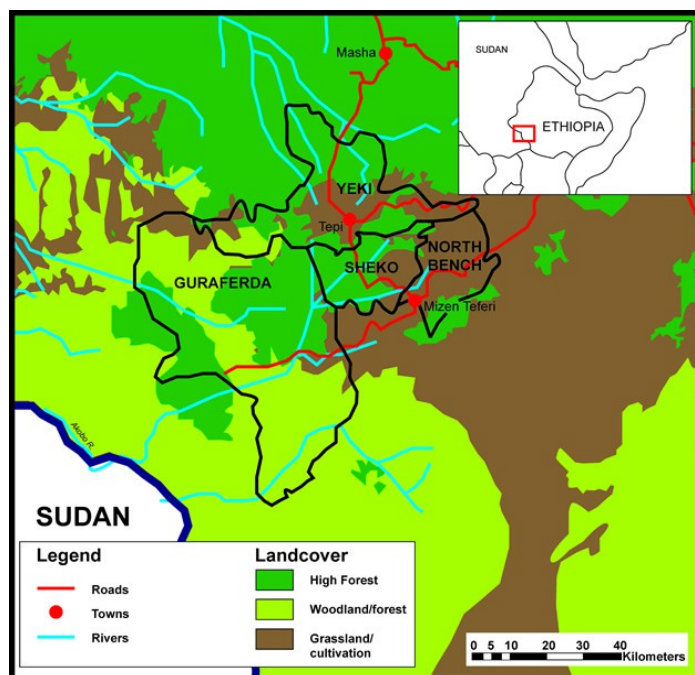 Masha
SUDAN
ETHIOPIA
YEKI
Tepi
GURAFERDA
SHEKO
NORTH
BENCH
Mizen Teferi
Akobo R.
SUDAN
Legend
Roads
Towns
Rivers
Landcover
High Forest
Woodland/forest
Grassland/
cultivation
0 5 10 20 30 40
Kilometers